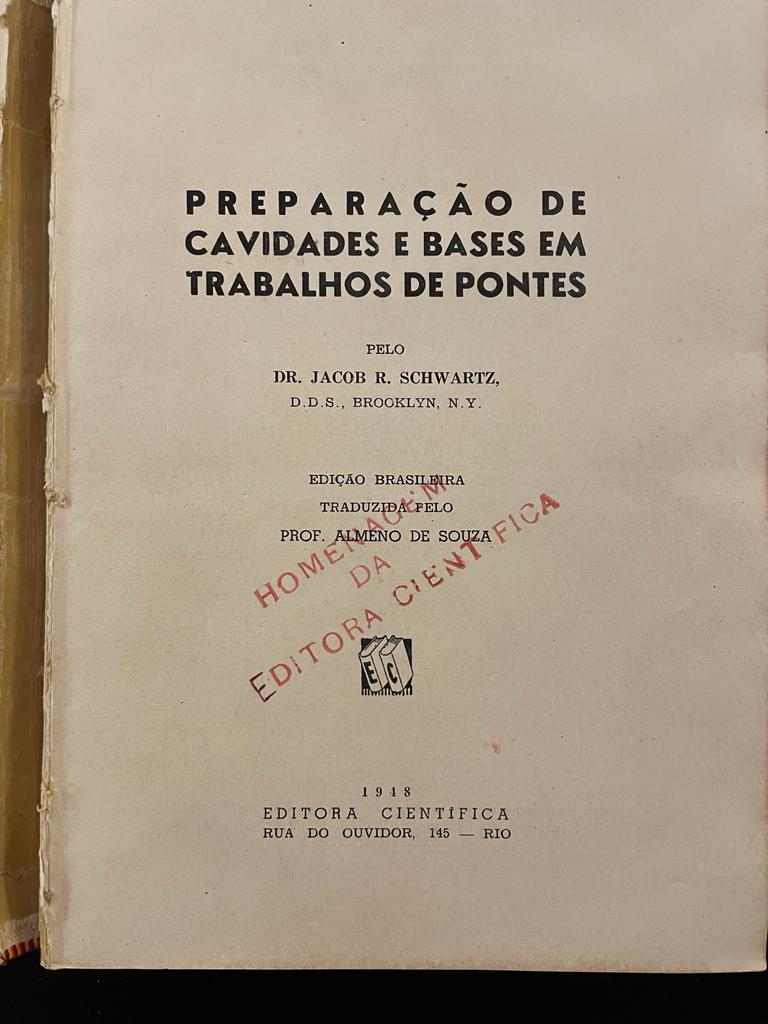 PREPARAÇÃO DE
CAVIDADES E BASES EM
TRABALHOS DE PONTES
PELO
DR. JACOB R. SCHWARTZ,
D.D.S., BROOKLYN, N.Y.
EDIÇÃO BRASILEIRA
TRADUZIDA PELO
PROF. ALMENO DE SOUZA
HOMENAGEM
DA
EDITORA CIENTIFICA
E C
1948
EDITORA CIENTÍFICA
RUA DO OUVIDOR, 145 — RIO